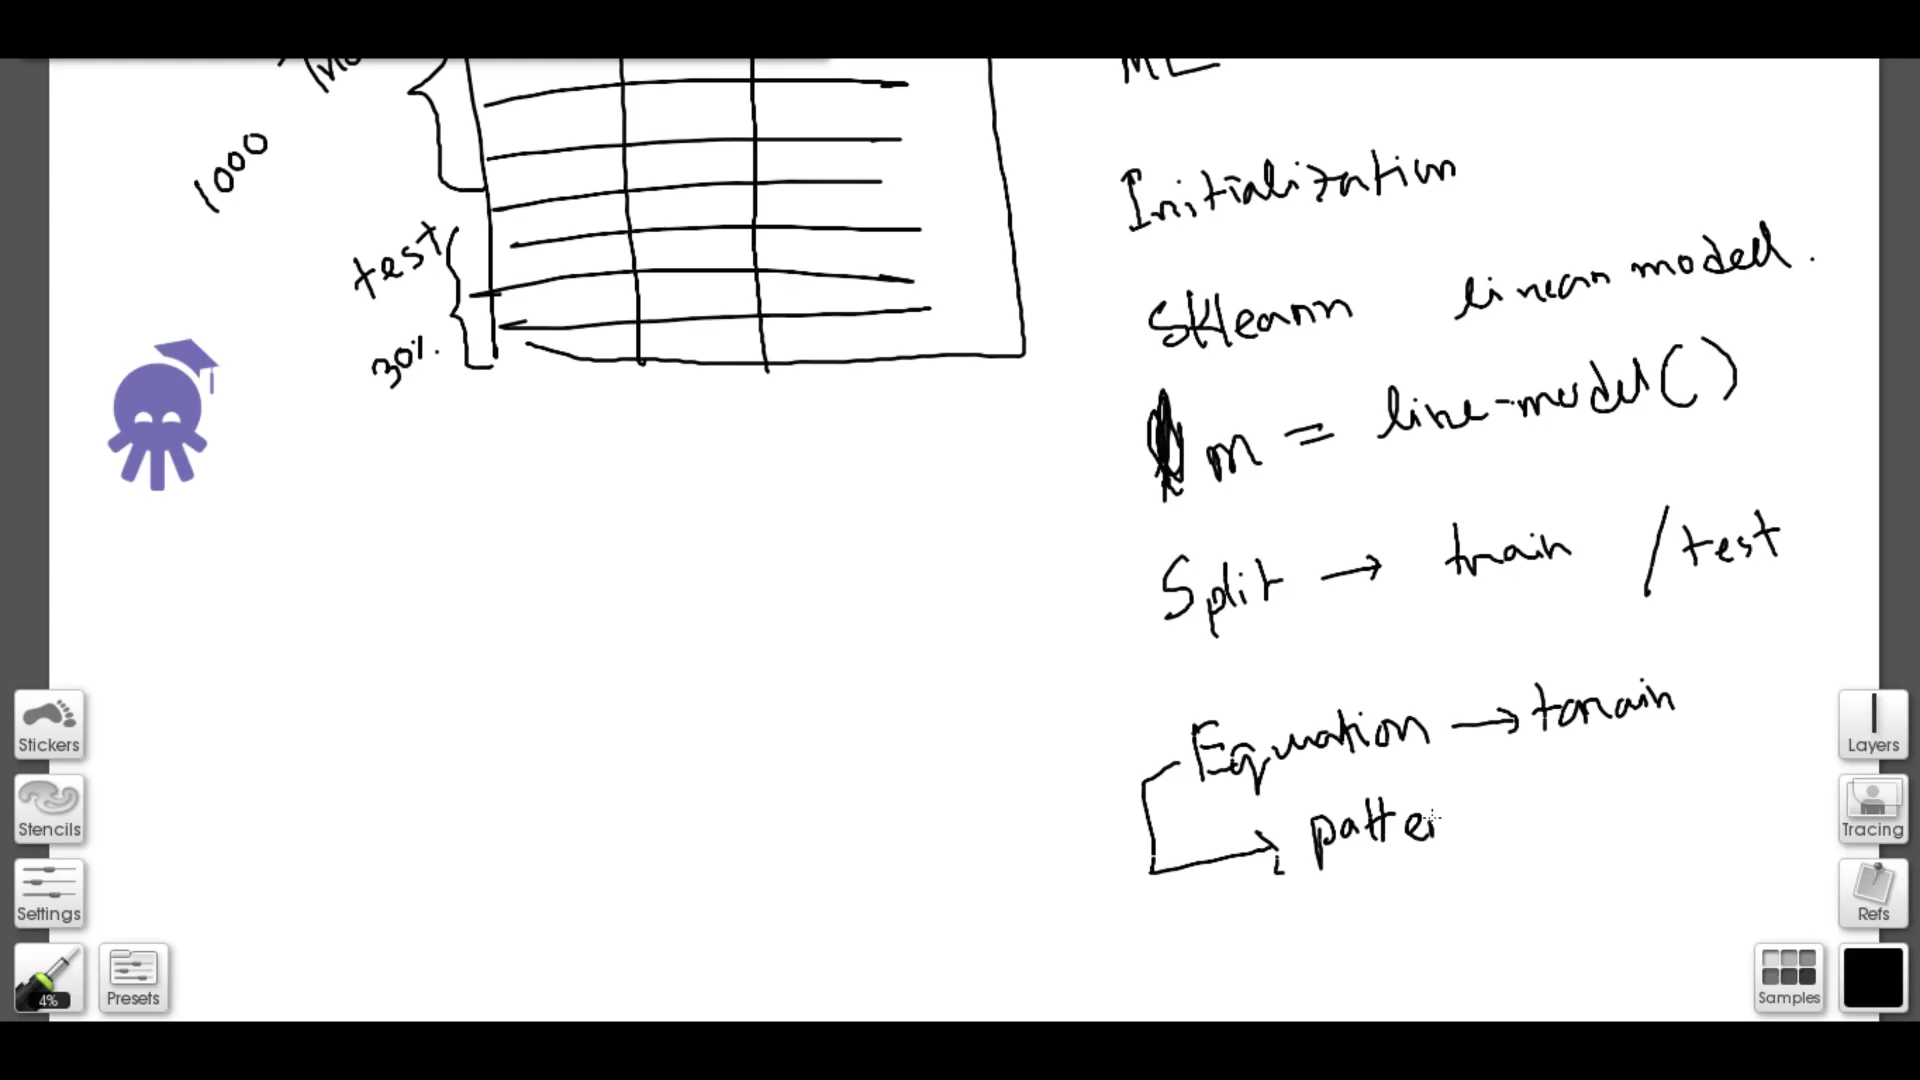 ML
1000
Initialization
test
SKlearn linear model.
30%.
m = line-model()
Split → train / test
Equation → train
patter
Stickers
Stencils
Settings
4%
Presets
Layers
Tracing
Refs
Samples